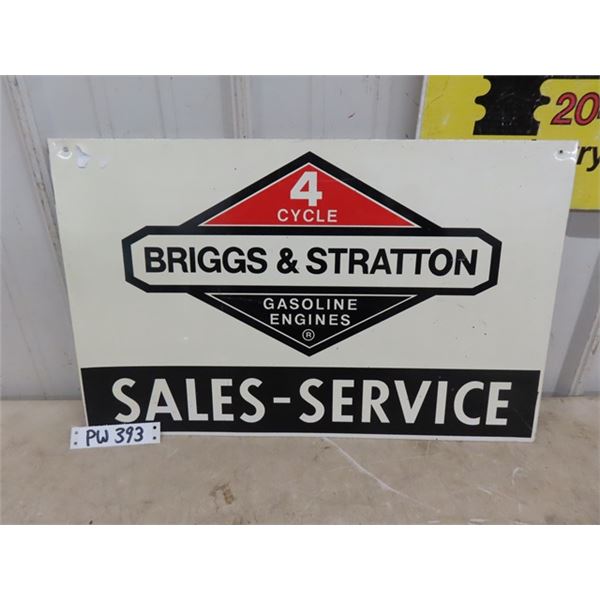 4
CYCLE
BRIGGS & STRATTON
GASOLINE
ENGINES
®
SALES-SERVICE
PW 393